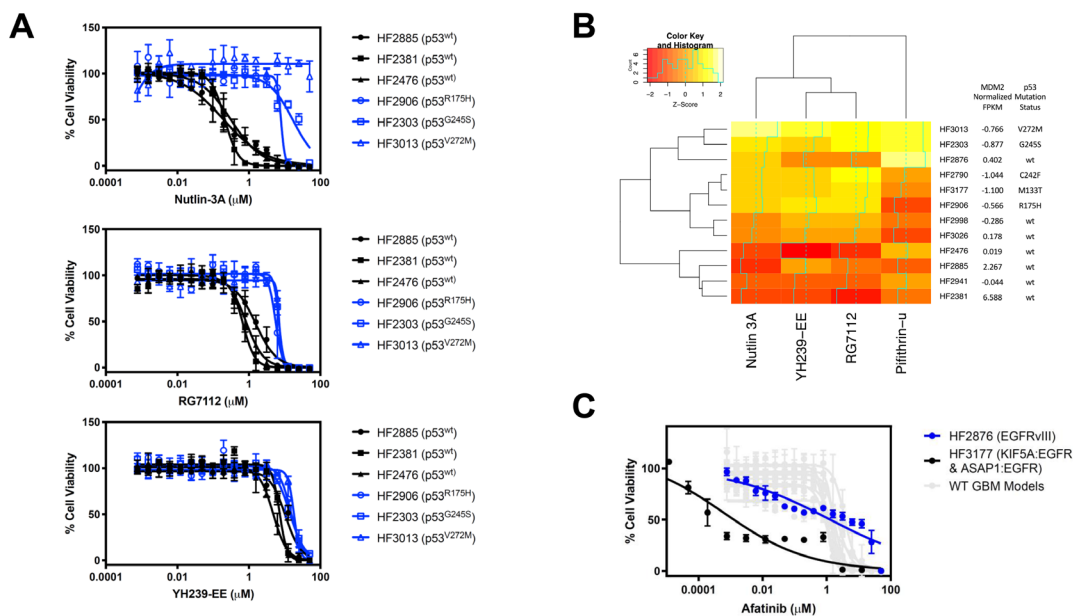 A
150
100
50
0
% Cell Viability
0.0001
0.01
1
100
Nutlin-3A (µM)
HF2885 (p53wt)
HF2381 (p53wt)
HF2476 (p53wt)
HF2906 (p53R175H)
HF2303 (p53G245S)
HF3013 (p53V272M)
150
100
50
0
% Cell Viability
0.0001
0.01
1
100
RG7112 (µM)
HF2885 (p53wt)
HF2381 (p53wt)
HF2476 (p53wt)
HF2906 (p53R175H)
HF2303 (p53G245S)
HF3013 (p53V272M)
150
100
50
0
% Cell Viability
0.0001
0.01
1
100
YH239-EE (µM)
HF2885 (p53wt)
HF2381 (p53wt)
HF2476 (p53wt)
HF2906 (p53R175H)
HF2303 (p53G245S)
HF3013 (p53V272M)
B
Color Key
and Histogram
Count
0 2 4 6
−2 −1 0 1 2
Z−Score
MDM2 p53
Normalized Mutation
FPKM Status
HF3013 -0.766 V272M
HF2303 -0.877 G245S
HF2876 0.402 wt
HF2790 -1.044 C242F
HF3177 -1.100 M133T
HF2906 -0.566 R175H
HF2998 -0.286 wt
HF3026 0.178 wt
HF2476 0.019 wt
HF2885 2.267 wt
HF2941 -0.044 wt
HF2381 6.588 wt
Nutlin 3A
YH239−EE
RG7112
Pifithrin−u
C
100
50
0
% Cell Viability
0.0001
0.01
1
100
Afatinib (µM)
HF2876 (EGFRvIII)
HF3177 (KIF5A:EGFR
& ASAP1:EGFR)
WT GBM Models